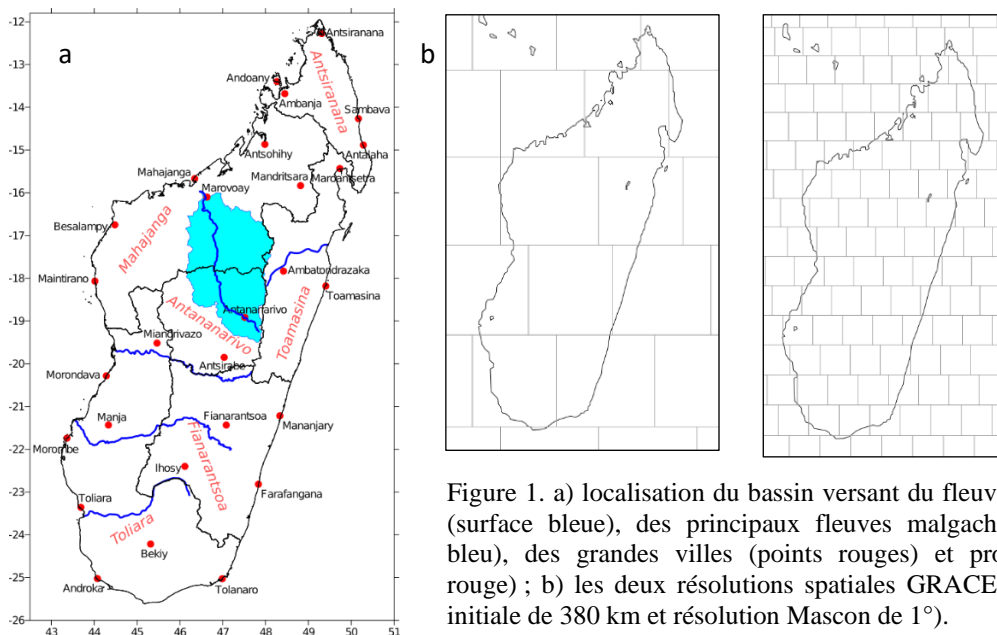 a
b
-12
-13
-14
-15
-16
-17
-18
-19
-20
-21
-22
-23
-24
-25
-26
43 44 45 46 47 48 49 50 51
Antsiranana
Andoany
Ambanja
Antsiranana
Sambava
Antsohihy
Antalaha
Mahajanga
Mandritsara
Maroantsetra
Marovoay
Besalampy
Mahajanga
Ambatondrazaka
Maintirano
Toamasina
Antananarivo
Antananarivo
Toamasina
Miandrivazo
Antsirabe
Morondava
Manja
Fianarantsoa
Mananjary
Morombe
Fianarantsoa
Ihosy
Farafangana
Toliara
Toliara
Bekiy
Androka
Tolanaro
Figure 1. a) localisation du bassin versant du fleuv
(surface bleue), des principaux fleuves malgach
bleu), des grandes villes (points rouges) et pro
rouge) ; b) les deux résolutions spatiales GRACE
initiale de 380 km et résolution Mascon de 1°).